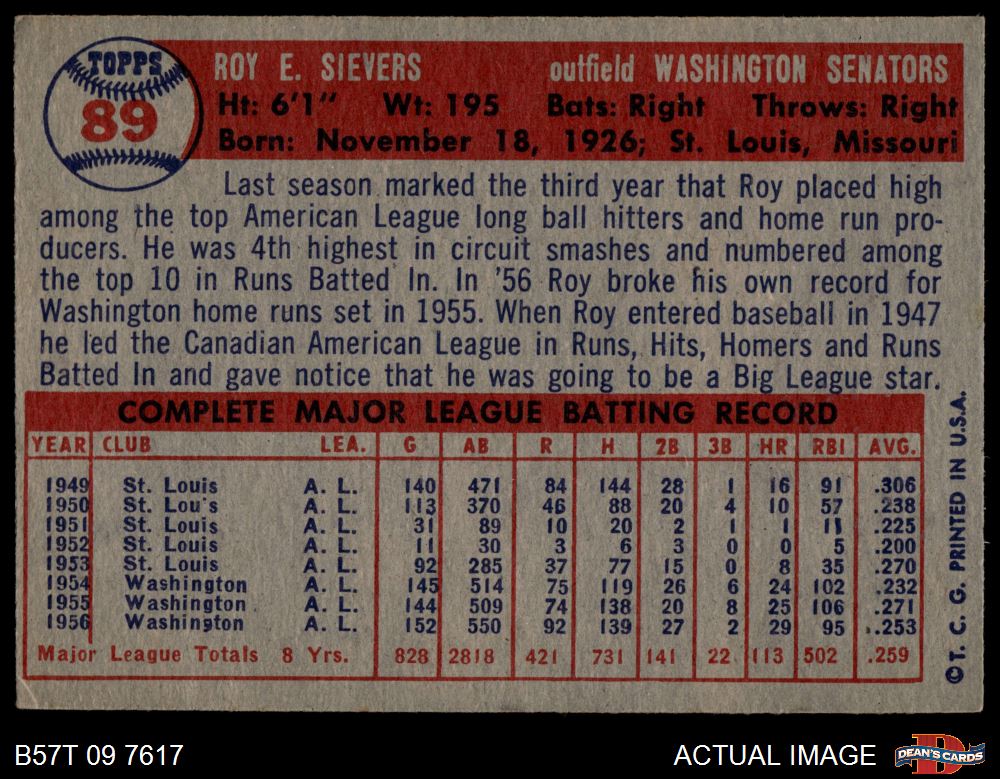 TOPPS
89
ROY E. SIEVERS outfield WASHINGTON SENATORS
Ht: 6'1" Wt: 195 Bats: Right Throws: Right
Born: November 18, 1926; St. Louis, Missouri
Last season marked the third year that Roy placed high
among the top American League long ball hitters and home run pro-
ducers. He was 4th highest in circuit smashes and numbered among
the top 10 in Runs Batted In. In '56 Roy broke his own record for
Washington home runs set in 1955. When Roy entered baseball in 1947
he led the Canadian American League in Runs, Hits, Homers and Runs
Batted In and gave notice that he was going to be a Big League star.
COMPLETE MAJOR LEAGUE BATTING RECORD
YEAR CLUB LEA. G AB R H 2B 3B HR RBI AVG.
1949 St. Louis A. L. 140 471 84 144 28 1 16 91 .306
1950 St. Lou's A. L. 113 370 46 88 20 4 10 57 .238
1951 St. Louis A. L. 31 89 10 20 2 1 1 11 .225
1952 St. Louis A. L. 11 30 3 6 3 0 0 5 .200
1953 St. Louis A. L. 92 285 37 77 15 0 8 35 .270
1954 Washington A. L. 145 514 75 119 26 6 24 102 .232
1955 Washington A. L. 144 509 74 138 20 8 25 106 .271
1956 Washington A. L. 152 550 92 139 27 2 29 95 .253
Major League Totals 8 Yrs. 828 2818 421 731 141 22 113 502 .259
©T. C. G. PRINTED IN U.S.A.
B57T 09 7617 ACTUAL IMAGE DEAN'S CARDS